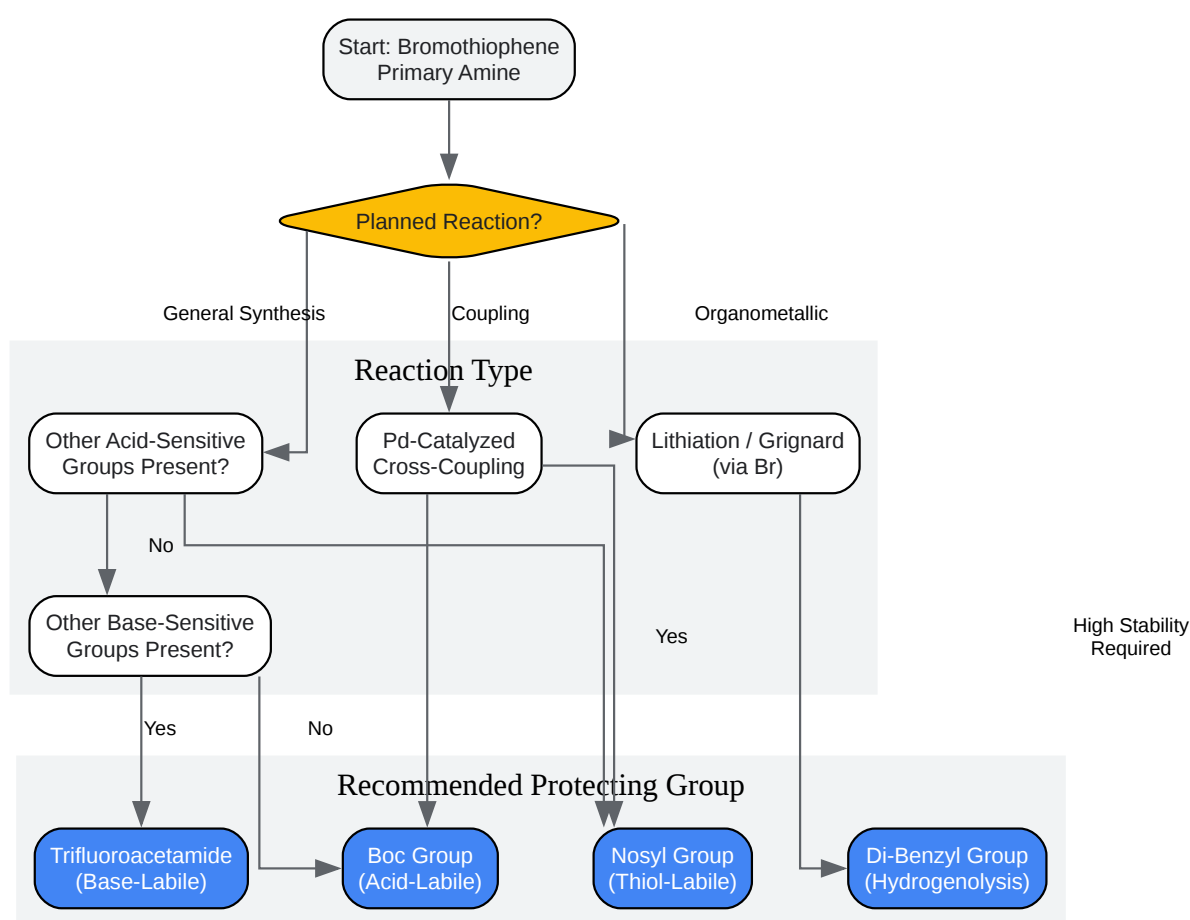 Start: Bromothiophene
Primary Amine
Planned Reaction?
General Synthesis
Coupling
Organometallic
Reaction Type
Other Acid-Sensitive
Groups Present?
Pd-Catalyzed
Cross-Coupling
Lithiation / Grignard
(via Br)
No
Other Base-Sensitive
Groups Present?
Yes
High Stability
Required
Yes
No
Recommended Protecting Group
Trifluoroacetamide
(Base-Labile)
Boc Group
(Acid-Labile)
Nosyl Group
(Thiol-Labile)
Di-Benzyl Group
(Hydrogenolysis)